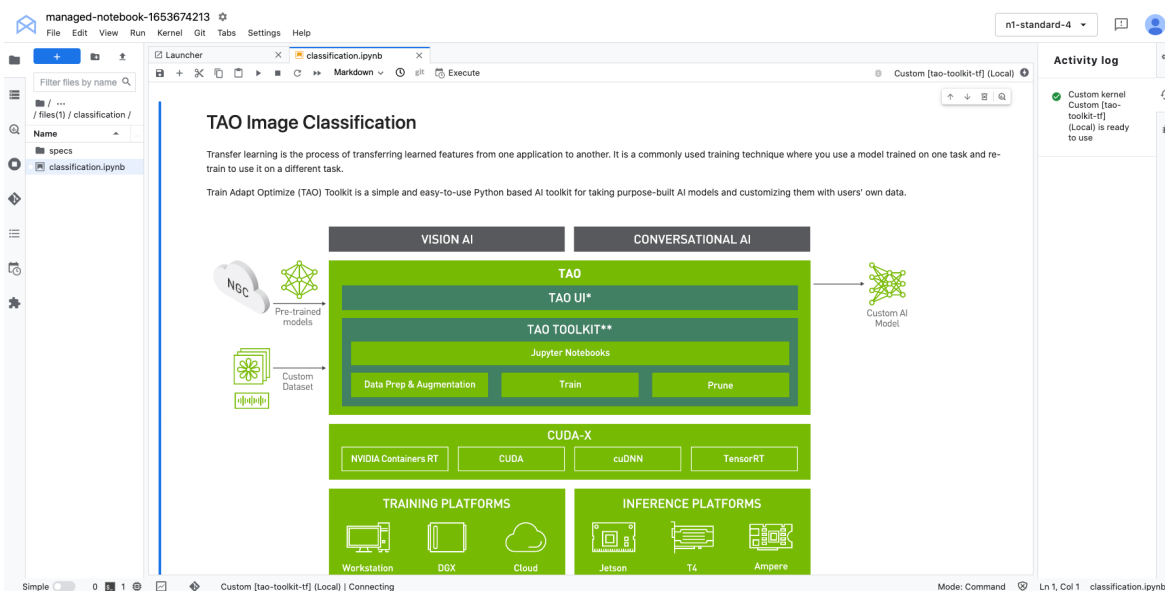 managed-notebook-1653674213
File Edit View Run Kernel Git Tabs Settings Help
n1-standard-4
Launcher
classification.ipynb
Markdown
git
Execute
Custom [tao-toolkit-tf] (Local)
Filter files by name
/ ...
/ files(1) / classification /
Name
specs
classification.ipynb
TAO Image Classification
Transfer learning is the process of transferring learned features from one application to another. It is a commonly used training technique where you use a model trained on one task and re-
train to use it on a different task.
Train Adapt Optimize (TAO) Toolkit is a simple and easy-to-use Python based AI toolkit for taking purpose-built AI models and customizing them with users' own data.
VISION AI
CONVERSATIONAL AI
NGC
Pre-trained
models
Custom
Dataset
TAO
TAO UI*
TAO TOOLKIT**
Jupyter Notebooks
Data Prep & Augmentation
Train
Prune
Custom AI
Model
CUDA-X
NVIDIA Containers RT
CUDA
cuDNN
TensorRT
TRAINING PLATFORMS
Workstation
DGX
Cloud
INFERENCE PLATFORMS
Jetson
T4
Ampere
Activity log
Custom kernel
Custom [tao-
toolkit-tf]
(Local) is ready
to use
Simple
0
1
Custom [tao-toolkit-tf] (Local) | Connecting
Mode: Command
Ln 1, Col 1
classification.ipynb